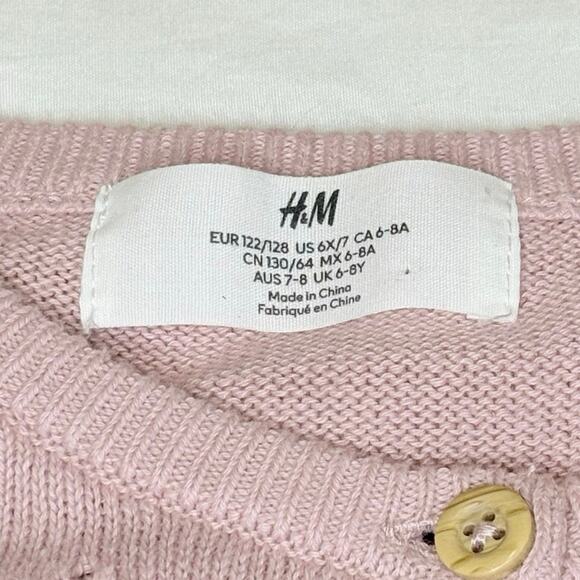 H&M
EUR 122/128 US 6X/7 CA 6-8A
CN 130/64 MX 6-8A
AUS 7-8 UK 6-8Y
Made in China
Fabriqué en Chine